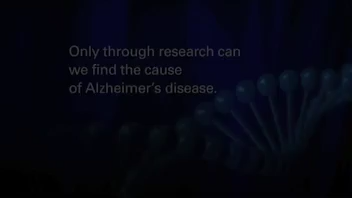 Only through research can
we find the cause
of Alzheimer's disease.